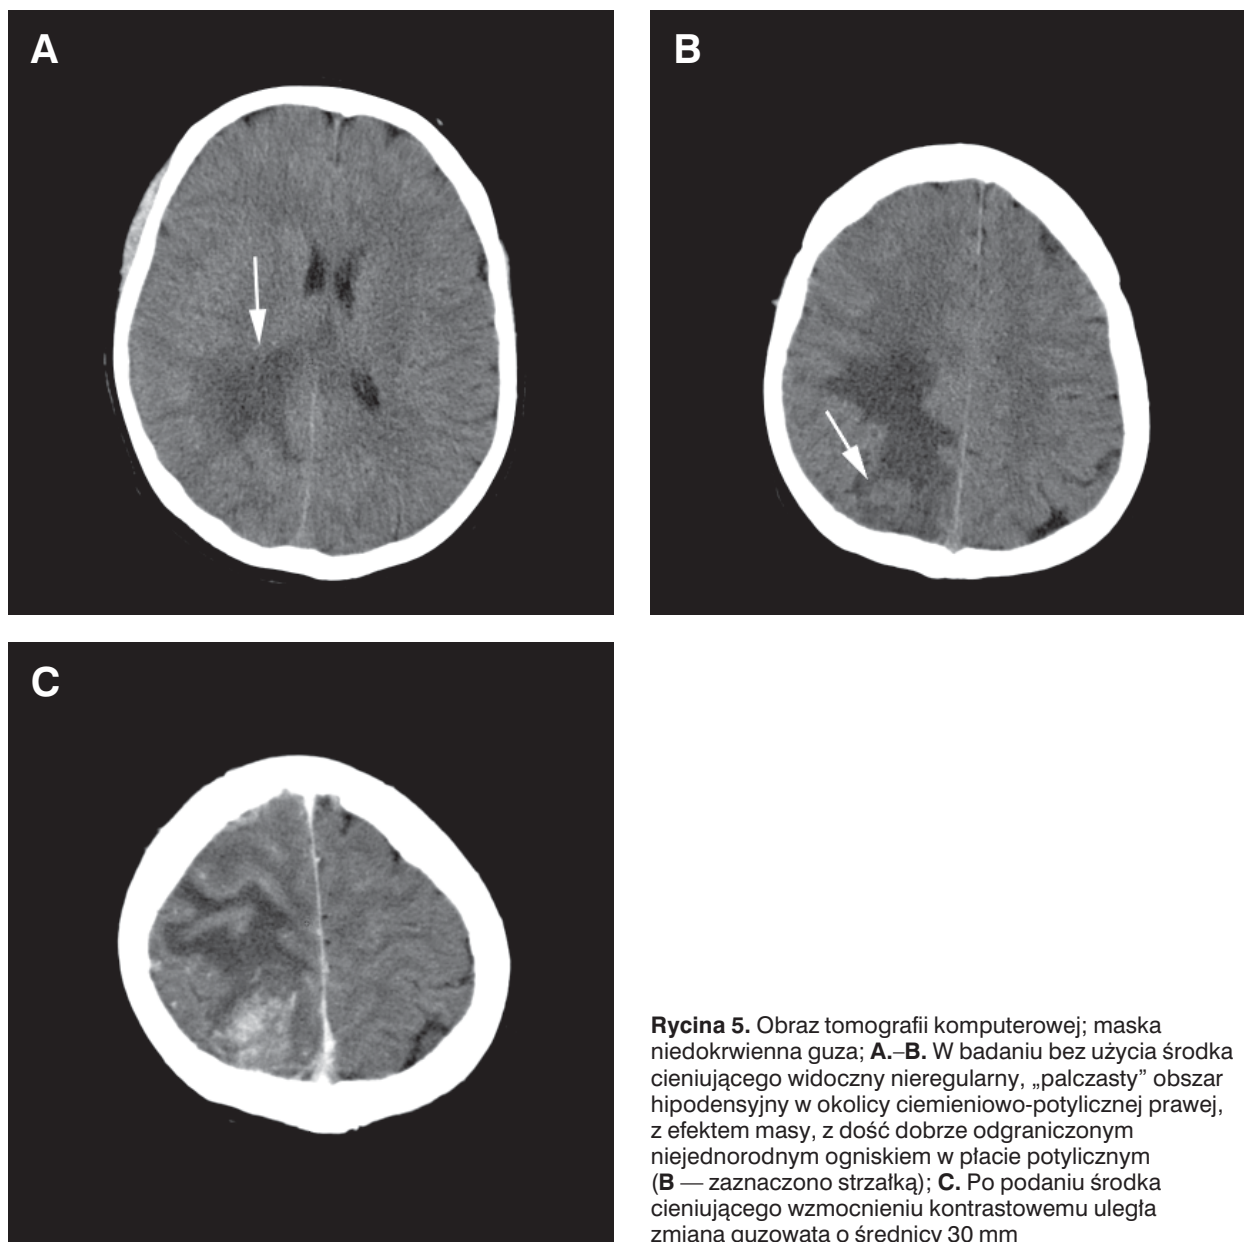 A
B
C
Rycina 5. Obraz tomografii komputerowej; maska
niedokrwienna guza; A.–B. W badaniu bez użycia środka
cieniującego widoczny nieregularny, „palczasty” obszar
hipodensyjny w okolicy ciemieniowo-potylicznej prawej,
z efektem masy, z dość dobrze odgraniczonym
niejednorodnym ogniskiem w płacie potylicznym
(B — zaznaczono strzałką); C. Po podaniu środka
cieniującego wzmocnieniu kontrastowemu uległa
zmiana guzowata o średnicy 30 mm